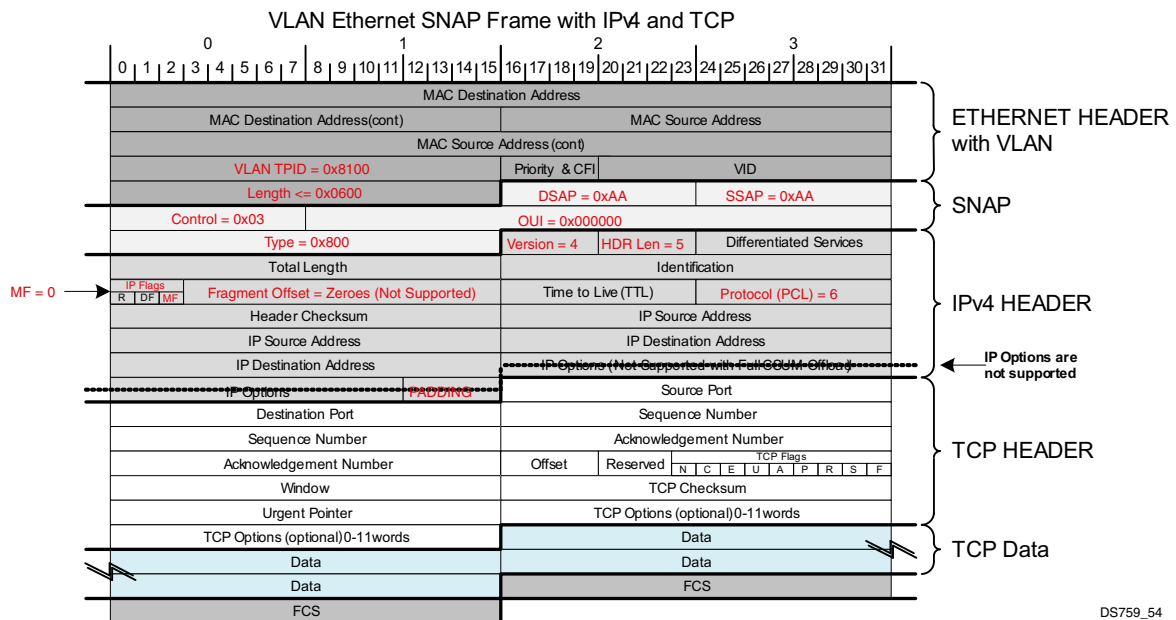 VLAN Ethernet SNAP Frame with IPv4 and TCP
0 1 2 3
0 1 2 3 4 5 6 7 8 9 10 11 12 13 14 15 16 17 18 19 20 21 22 23 24 25 26 27 28 29 30 31
MAC Destination Address
MAC Destination Address(cont) MAC Source Address
MAC Source Address (cont)
VLAN TPID = 0x8100 Priority & CFI VID
ETHERNET HEADER
with VLAN
Length <= 0x0600 DSAP = 0xAA SSAP = 0xAA
Control = 0x03 OUI = 0x000000
SNAP
Type = 0x800 Version = 4 HDR Len = 5 Differentiated Services
Total Length Identification
MF = 0
IP Flags
R DF MF
Fragment Offset = Zeroes (Not Supported) Time to Live (TTL) Protocol (PCL) = 6
Header Checksum IP Source Address
IP Source Address IP Destination Address
IP Destination Address IP Options (Not Supported with Full CSUM Offload)
IPv4 HEADER
IP Options are
not supported
IP Options PADDING Source Port
Destination Port Sequence Number
Sequence Number Acknowledgement Number
Acknowledgement Number Offset Reserved
TCP Flags
N C E U A P R S F
Window TCP Checksum
Urgent Pointer TCP Options (optional) 0-11words
TCP HEADER
TCP Options (optional) 0-11words Data
Data Data
Data FCS
TCP Data
FCS
DS759_54